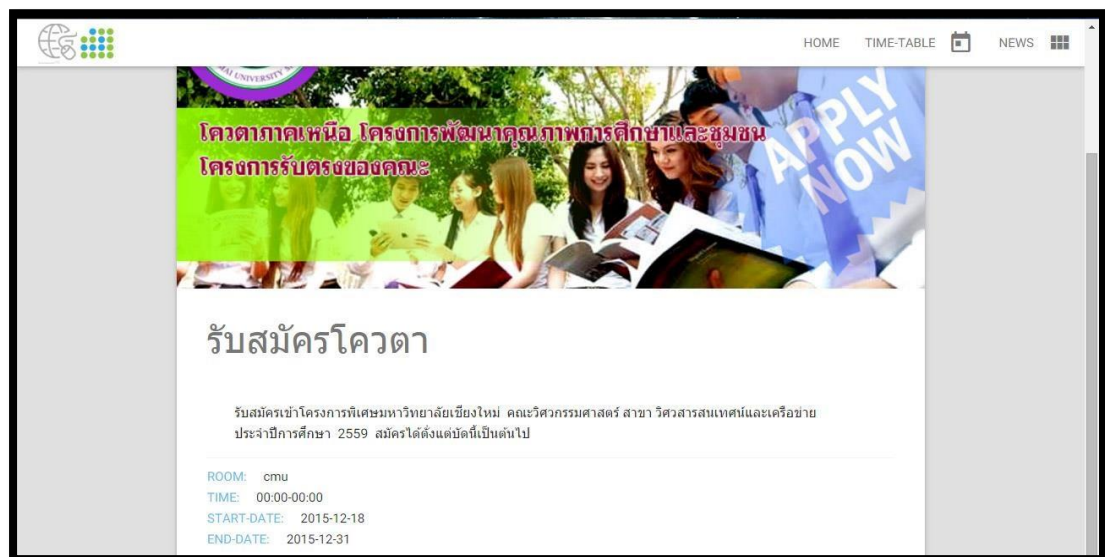 HOME TIME-TABLE NEWS
MAI UNIVERSITY
โควตาภาคเหนือ โครงการพัฒนาคุณภาพการศึกษาและชุมชน
โครงการรับตรงของคณะ
APPLY
NOW
รับสมัครโควตา
รับสมัครเข้าโครงการพิเศษมหาวิทยาลัยเชียงใหม่ คณะวิศวกรรมศาสตร์ สาขา วิศวสารสนเทศน์และเครือข่าย
ประจำปีการศึกษา 2559 สมัครได้ตั้งแต่บัดนี้เป็นต้นไป
ROOM: cmu
TIME: 00:00-00:00
START-DATE: 2015-12-18
END-DATE: 2015-12-31